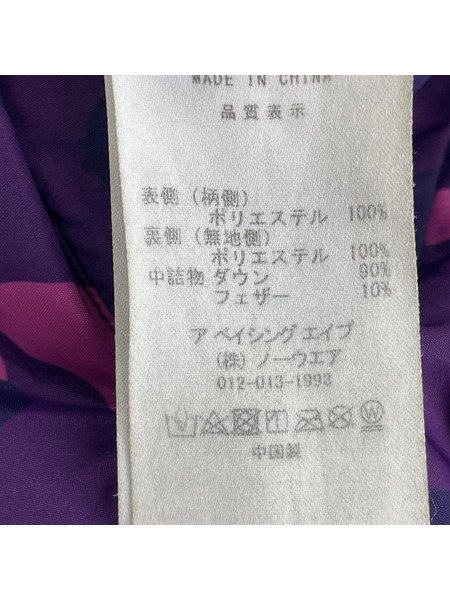 MADE IN CHINA
品質表示
表側 (柄側)
ポリエステル 100%
裏側 (無地側)
ポリエステル 100%
中詰物 ダウン 90%
フェザー 10%
ア ベイシング エイプ
(株) ノーウエア
012-013-1993
W
中国製